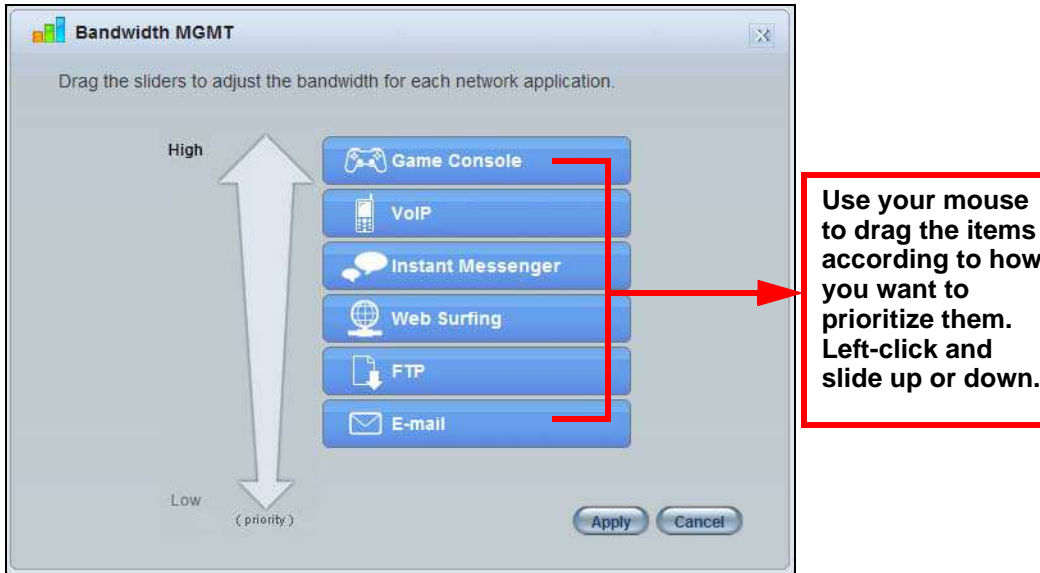 Bandwidth MGMT
Drag the sliders to adjust the bandwidth for each network application.
High
Game Console
VoIP
Instant Messenger
Web Surfing
FTP
E-mail
Low
( priority )
Apply Cancel
Use your mouse
to drag the items
according to how
you want to
prioritize them.
Left-click and
slide up or down.